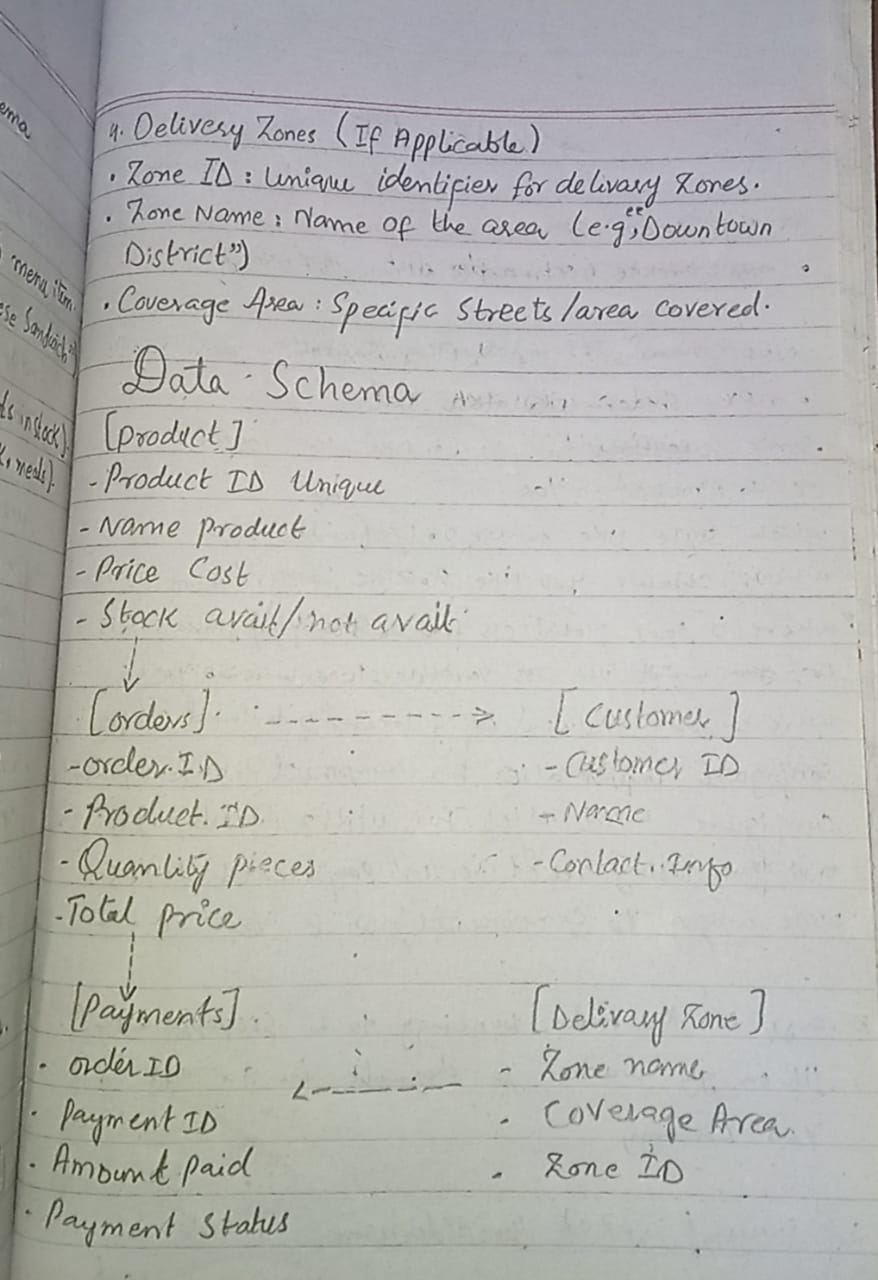 ema
4. Delivery Zones (If Applicable)
• Zone ID : Unique identifier for delivary Zones.
• Zone Name : Name of the area (e.g, "Downtown
District")
• Coverage Area : Specific Streets/area covered.
menu item
Sandwich
in stock)
meals).
Data Schema
[product]
- Product ID Unique
- Name product
- Price Cost
- Stock avail/not avail
[orders] [Customer]
- order.ID - Customer ID
- Product.ID - Name
- Quantity pieces - Contact.Info
- Total price
[Payments] [Delivary Zone]
• order ID - Zone name
• Payment ID • Coverage Area.
• Amount paid • Zone ID
• Payment Status